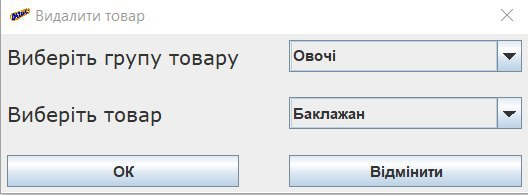 Видалити товар
Виберіть групу товару
Овочі
Виберіть товар
Баклажан
ОК
Відмінити